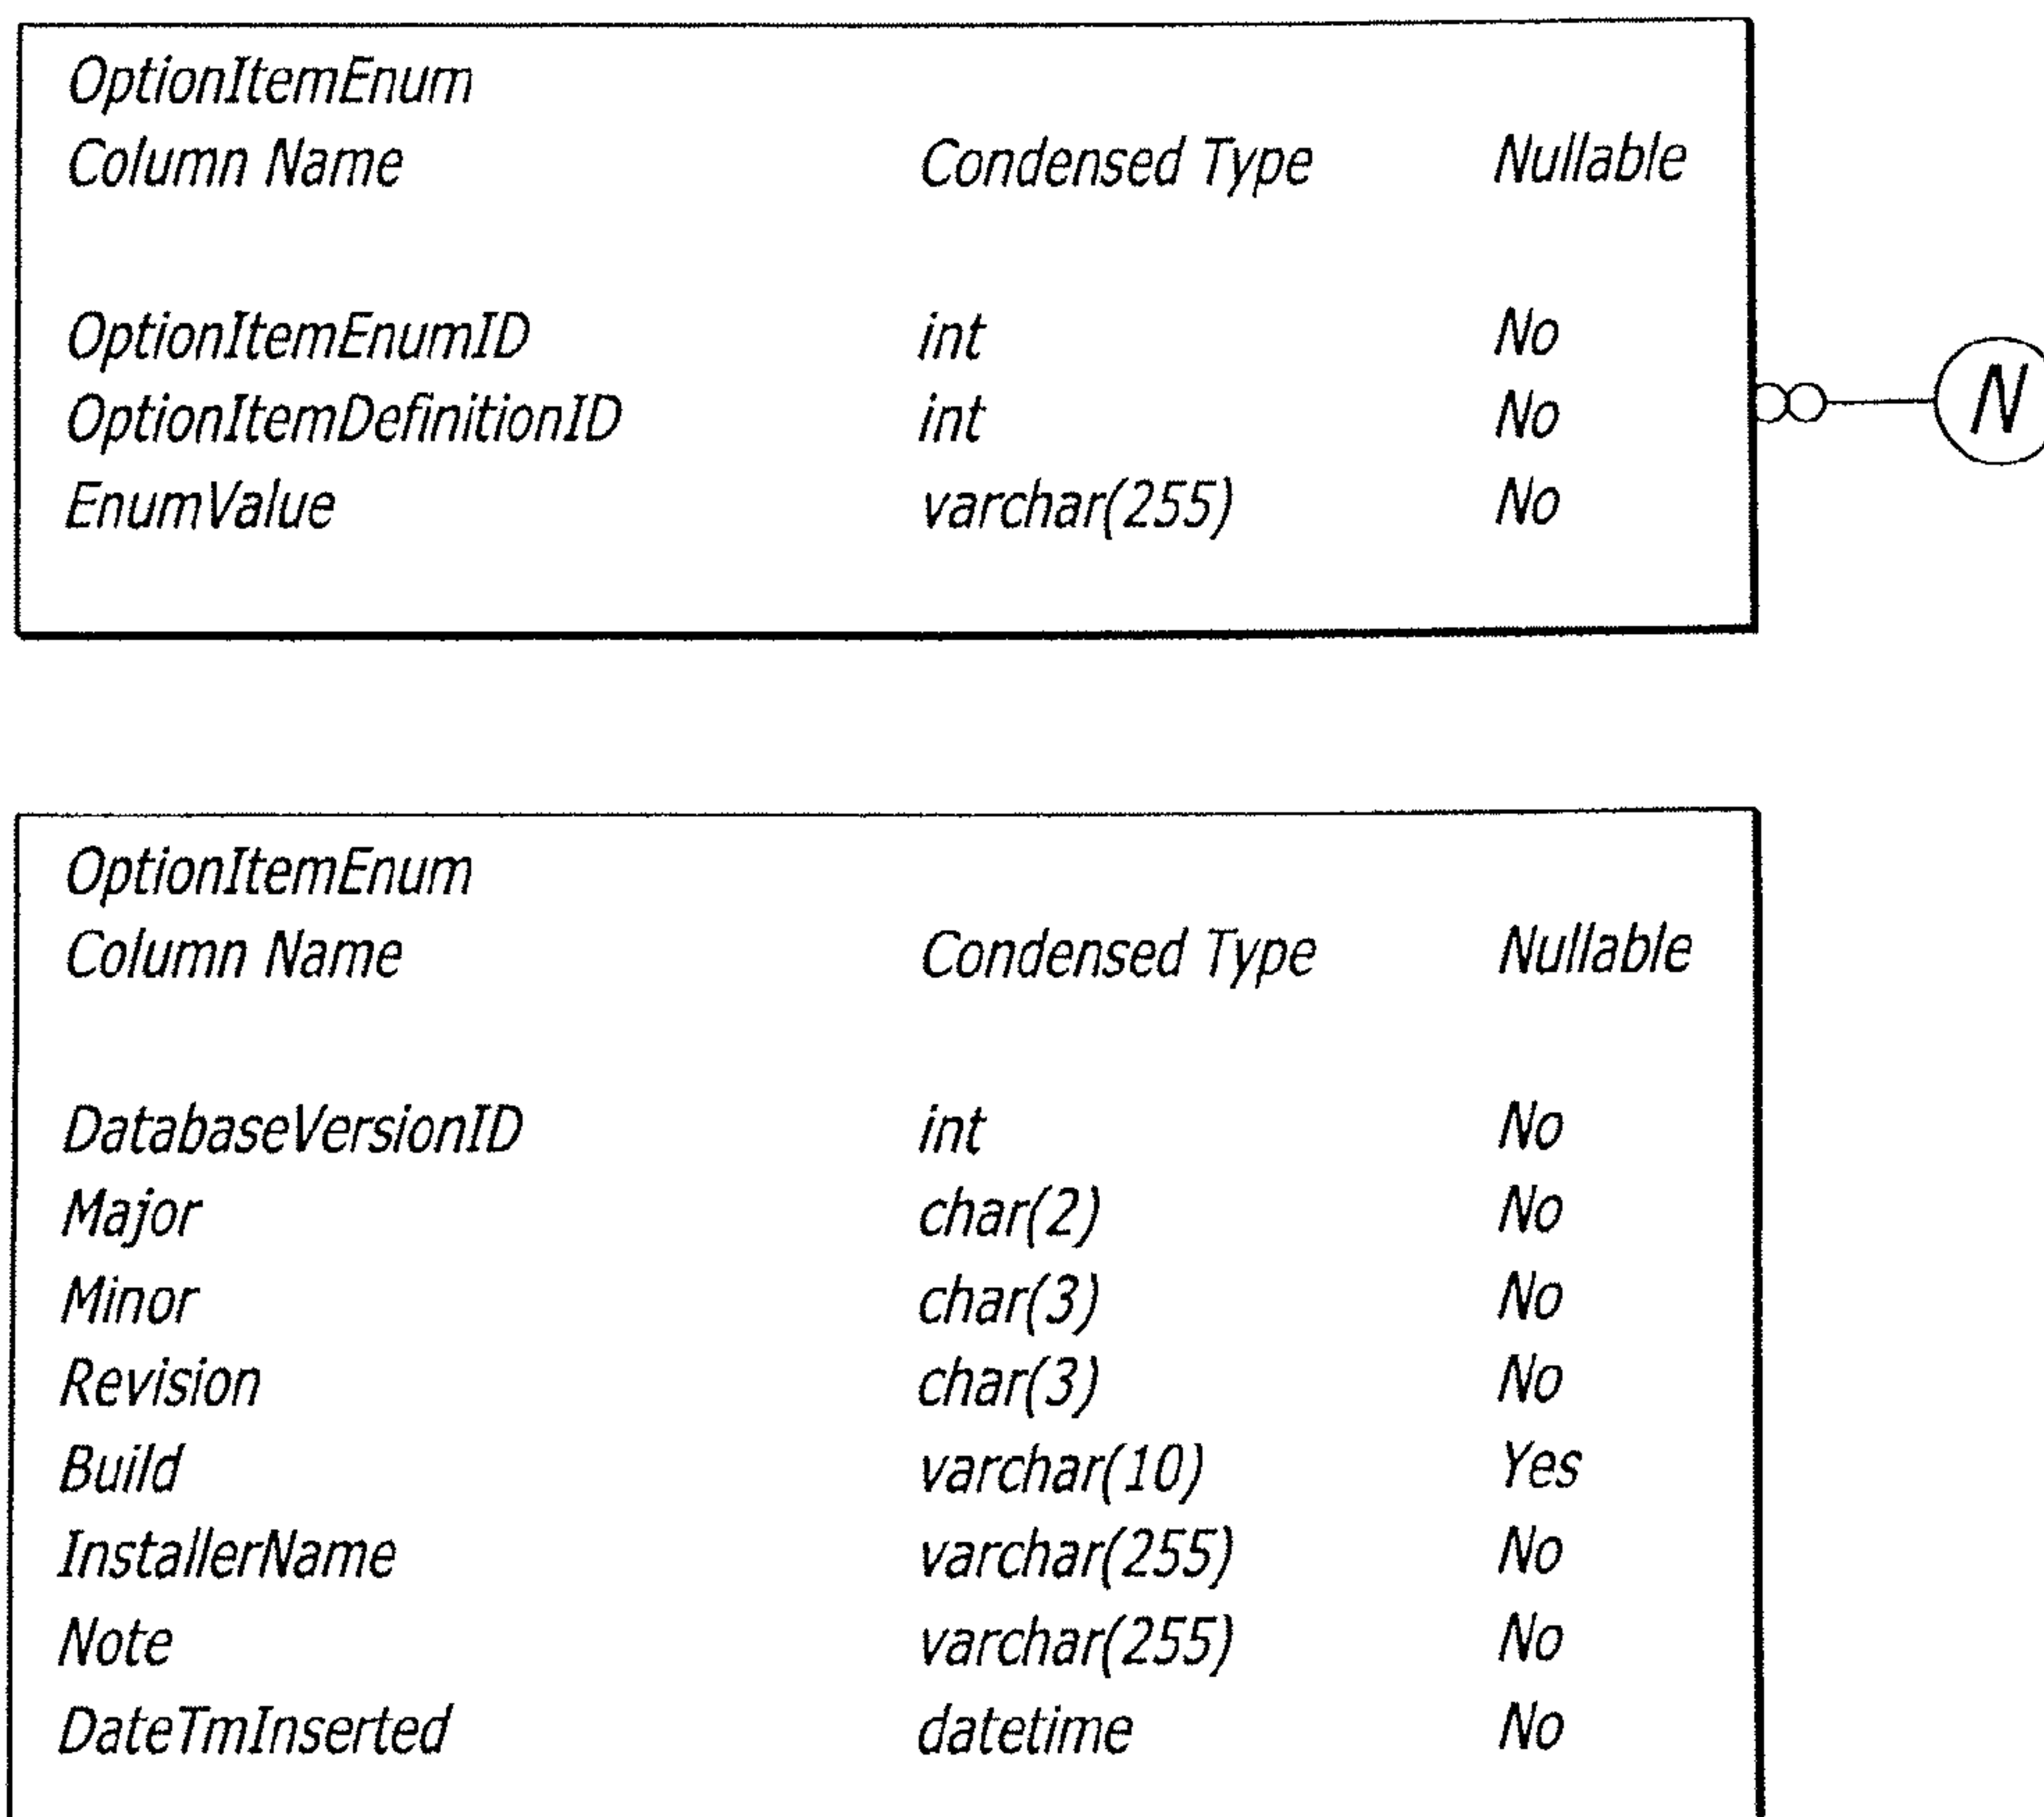 OptionItemEnum
Column Name Condensed Type Nullable
OptionItemEnumID int No
OptionItemDefinitionID int No
EnumValue varchar(255) No
N
OptionItemEnum
Column Name Condensed Type Nullable
DatabaseVersionID int No
Major char(2) No
Minor char(3) No
Revision char(3) No
Build varchar(10) Yes
InstallerName varchar(255) No
Note varchar(255) No
DateTmInserted datetime No